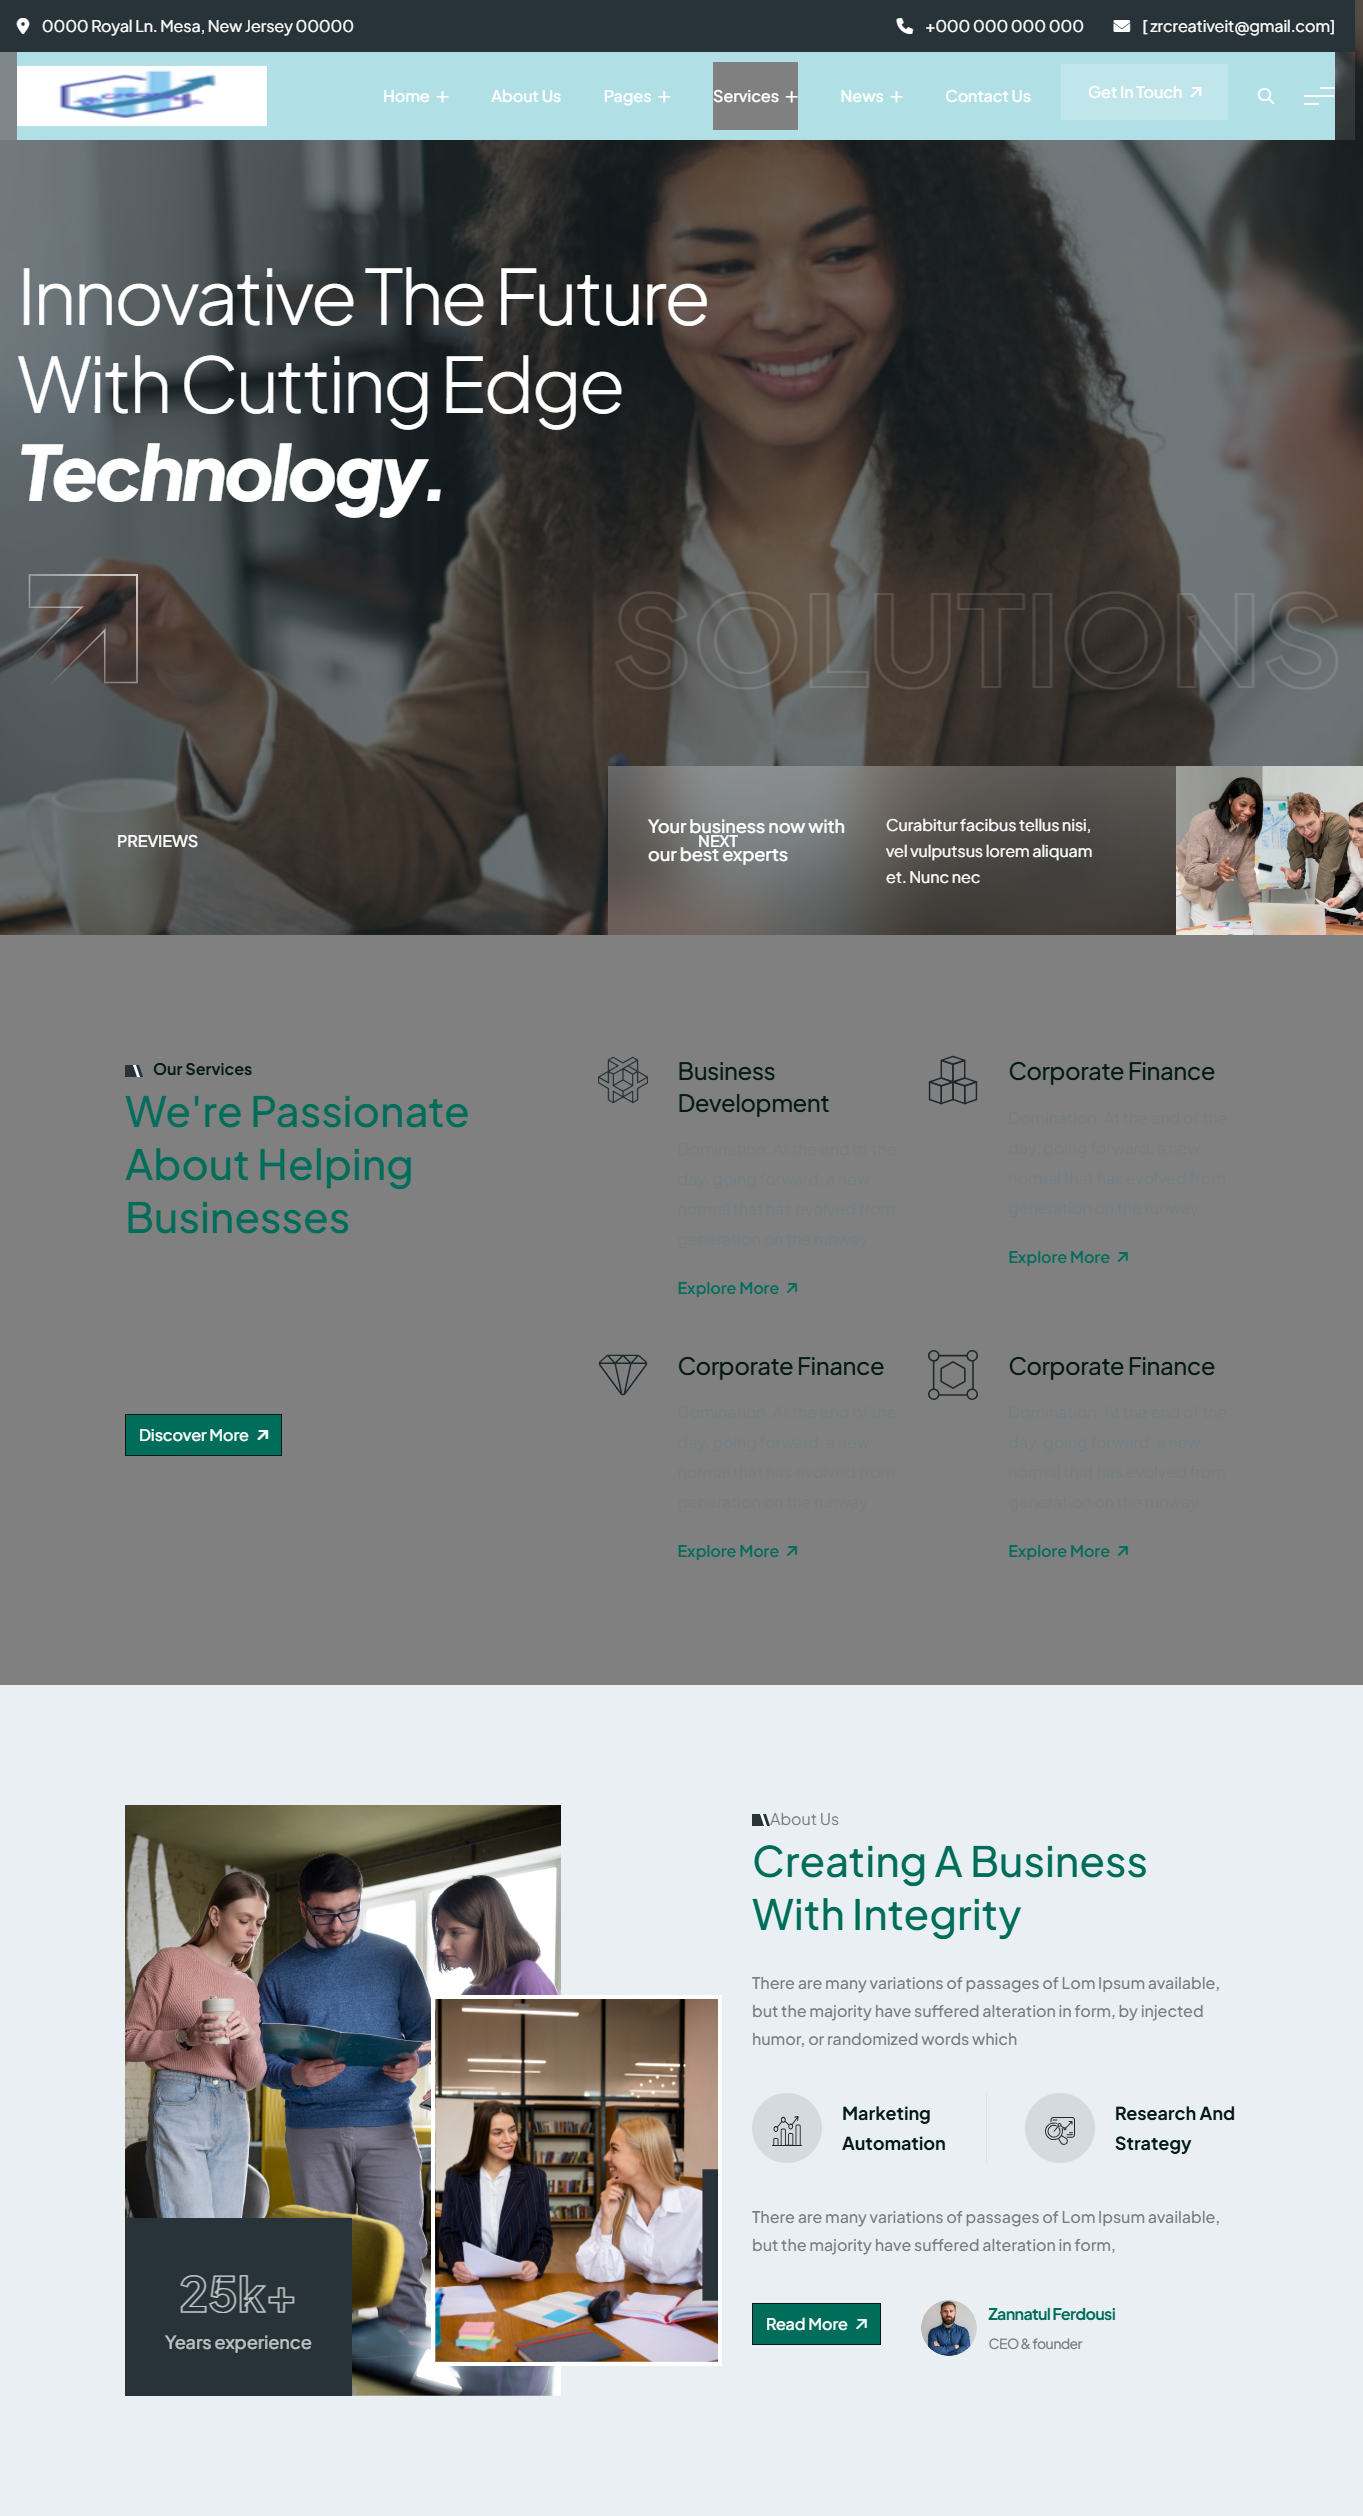 0000 Royal Ln. Mesa, New Jersey 00000
+000 000 000 000
[ zrcreativeit@gmail.com]
Home
About Us
Pages
Services
News
Contact Us
Get In Touch
Innovative The Future
With Cutting Edge
Technology.
SOLUTIONS
PREVIEWS
NEXT
Your business now with
our best experts
Curabitur facibus tellus nisi,
vel vulputsus lorem aliquam
et. Nunc nec
Our Services
We're Passionate
About Helping
Businesses
Discover More
Business
Development
Domination. At the end of the
day, going forward, a new
normal that has evolved from
generation on the runway
Explore More
Corporate Finance
Domination. At the end of the
day, going forward, a new
normal that has evolved from
generation on the runway
Explore More
Corporate Finance
Domination. At the end of the
day, going forward, a new
normal that has evolved from
generation on the runway
Explore More
Corporate Finance
Domination. At the end of the
day, going forward, a new
normal that has evolved from
generation on the runway
Explore More
25k+
Years experience
About Us
Creating A Business
With Integrity
There are many variations of passages of Lom Ipsum available,
but the majority have suffered alteration in form, by injected
humor, or randomized words which
Marketing
Automation
Research And
Strategy
There are many variations of passages of Lom Ipsum available,
but the majority have suffered alteration in form,
Read More
Zannatul Ferdousi
CEO & founder